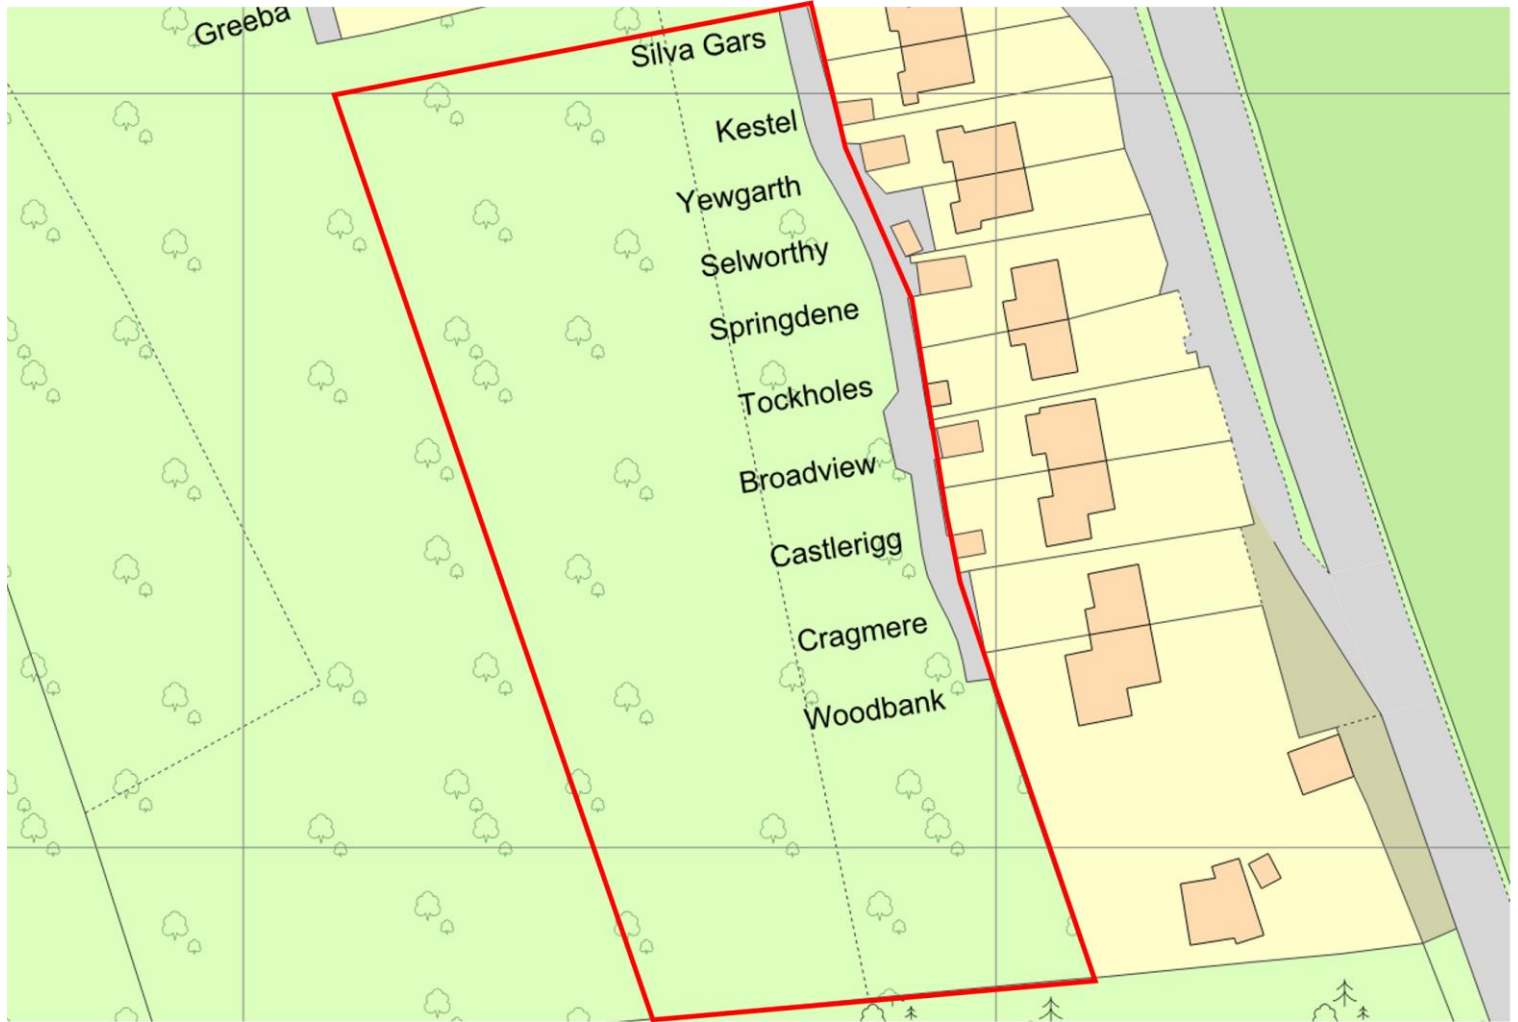 Greeba
Silva Gars
Kestel
Yewgarth
Selworthy
Springdene
Tockholes
Broadview
Castlerigg
Cragmere
Woodbank